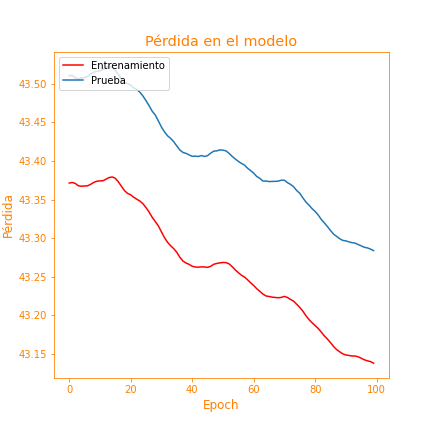 Pérdida en el modelo
Entrenamiento
Prueba
43.50
43.45
43.40
43.35
43.30
43.25
43.20
43.15
Pérdida
0 20 40 60 80 100
Epoch